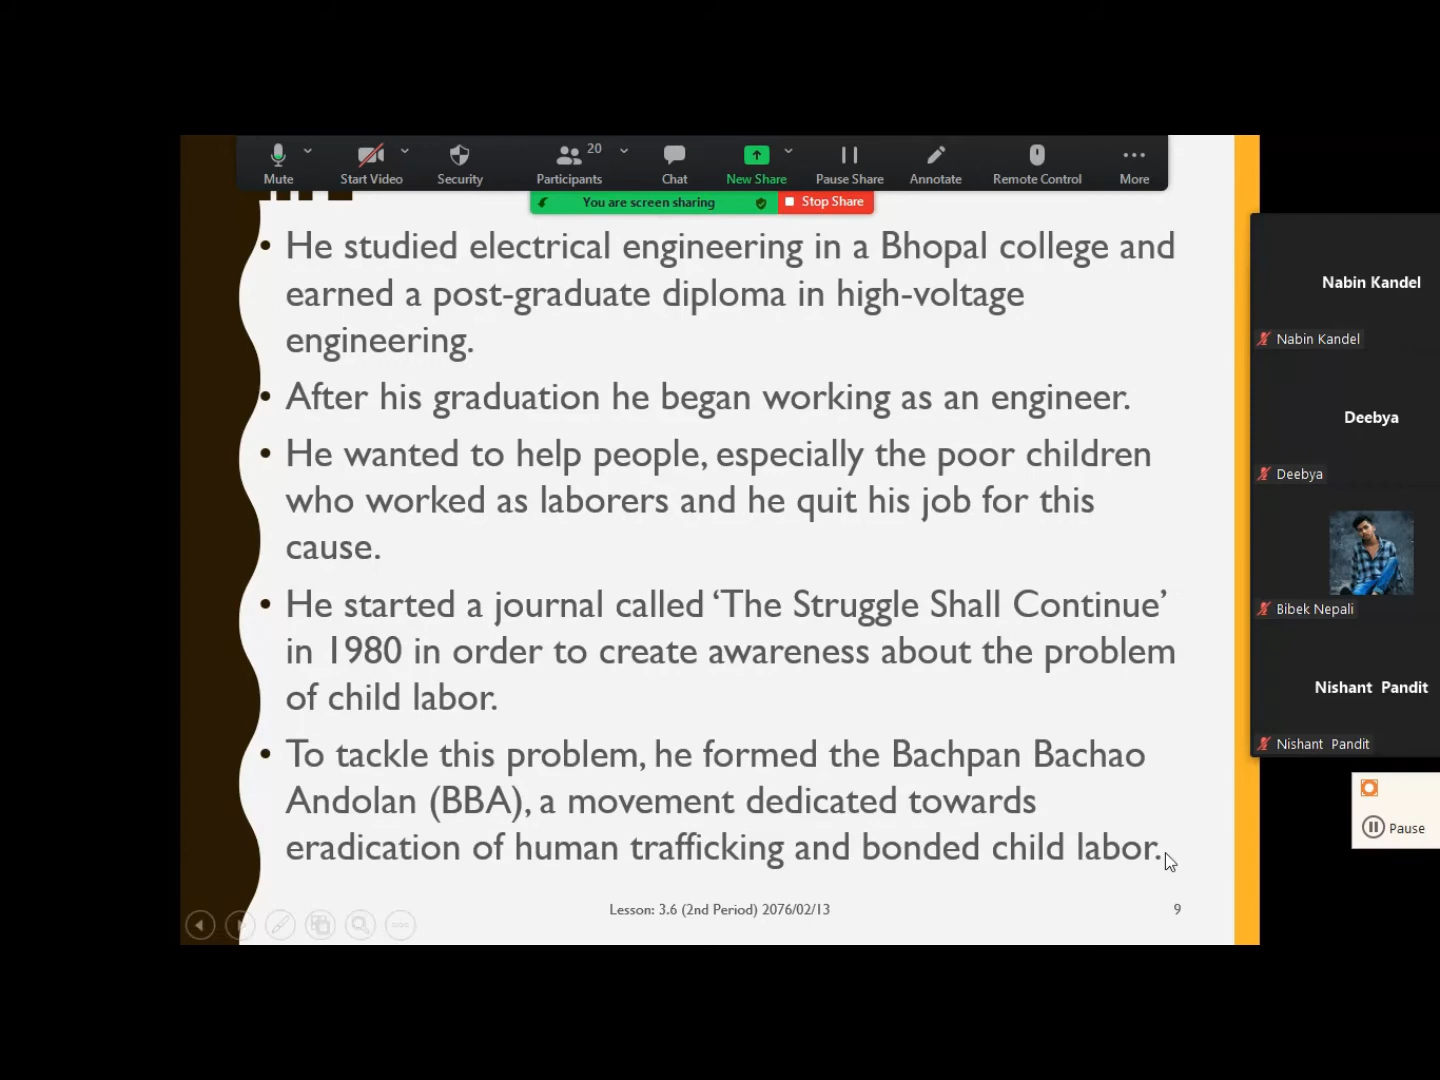 20
Mute
Start Video
Security
Participants
Chat
New Share
Pause Share
Annotate
Remote Control
More
You are screen sharing
Stop Share
• He studied electrical engineering in a Bhopal college and
earned a post-graduate diploma in high-voltage
engineering.
• After his graduation he began working as an engineer.
• He wanted to help people, especially the poor children
who worked as laborers and he quit his job for this
cause.
• He started a journal called ‘The Struggle Shall Continue’
in 1980 in order to create awareness about the problem
of child labor.
• To tackle this problem, he formed the Bachpan Bachao
Andolan (BBA), a movement dedicated towards
eradication of human trafficking and bonded child labor.
Lesson: 3.6 (2nd Period) 2076/02/13
9
Nabin Kandel
Nabin Kandel
Deebya
Deebya
Bibek Nepali
Nishant Pandit
Nishant Pandit
Pause